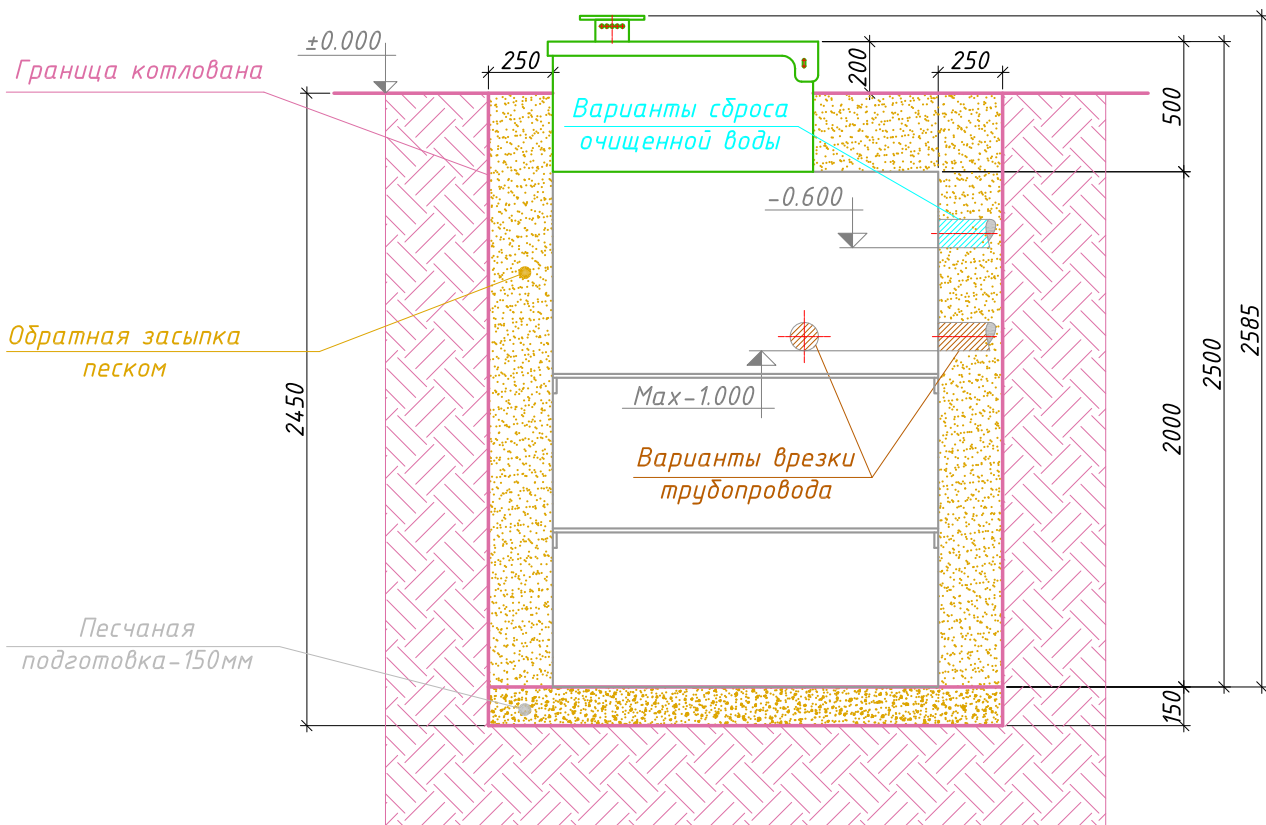 ±0.000
Граница котлована
250
200
250
500
Варианты сброса
очищенной воды
-0.600
Обратная засыпка
песком
2450
Max-1.000
2585
2500
2000
Варианты врезки
трубопровода
Песчаная
подготовка-150мм
150